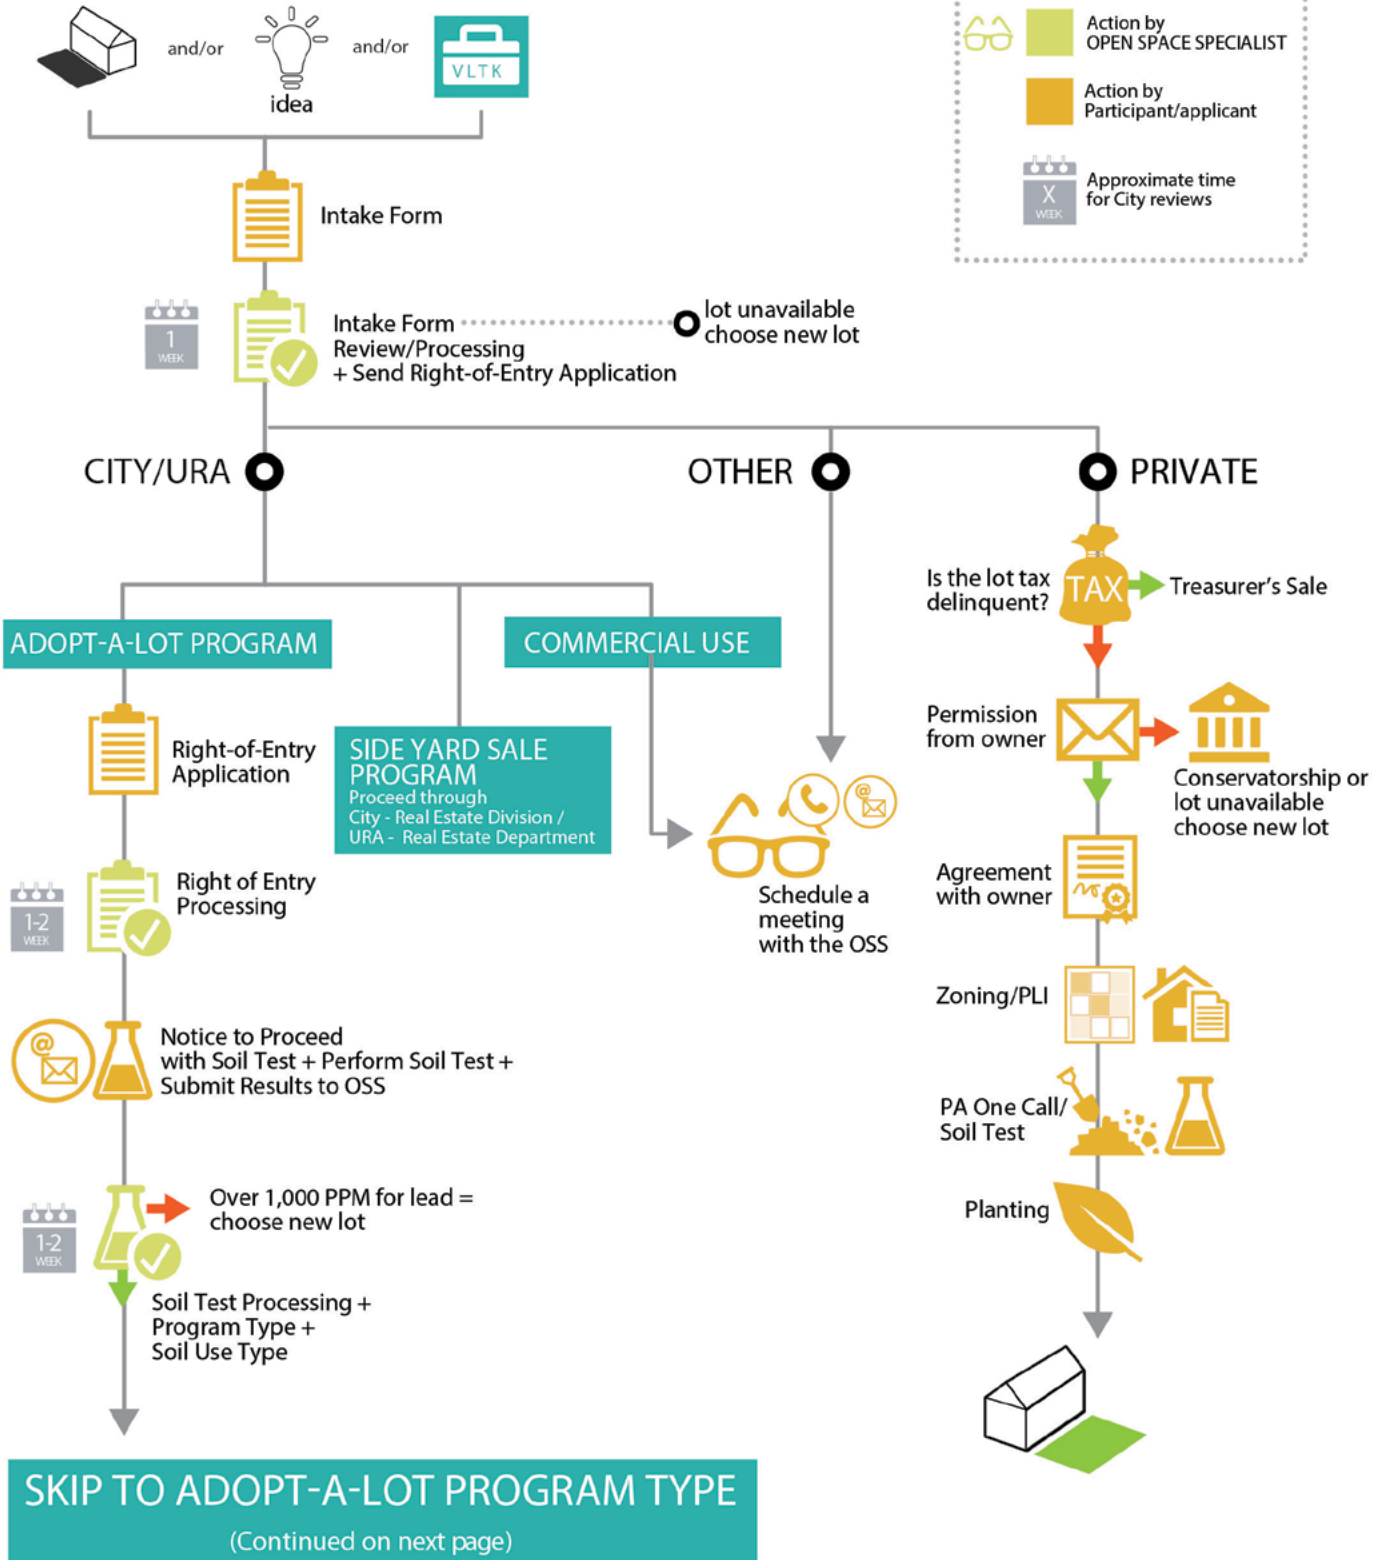 and/or
idea
and/or
VLTK
Action by
OPEN SPACE SPECIALIST
Action by
Participant/applicant
X
WEEK
Approximate time
for City reviews
Intake Form
1
WEEK
Intake Form
Review/Processing
+ Send Right-of-Entry Application
lot unavailable
choose new lot
CITY/URA
OTHER
PRIVATE
ADOPT-A-LOT PROGRAM
Right-of-Entry
Application
1-2
WEEK
Right of Entry
Processing
@
Notice to Proceed
with Soil Test + Perform Soil Test +
Submit Results to OSS
1-2
WEEK
Over 1,000 PPM for lead =
choose new lot
Soil Test Processing +
Program Type +
Soil Use Type
SKIP TO ADOPT-A-LOT PROGRAM TYPE
(Continued on next page)
SIDE YARD SALE
PROGRAM
Proceed through
City - Real Estate Division /
URA - Real Estate Department
COMMERCIAL USE
@
Schedule a
meeting
with the OSS
Is the lot tax
delinquent?
TAX
Treasurer's Sale
Permission
from owner
Conservatorship or
lot unavailable
choose new lot
Agreement
with owner
Zoning/PLI
PA One Call/
Soil Test
Planting